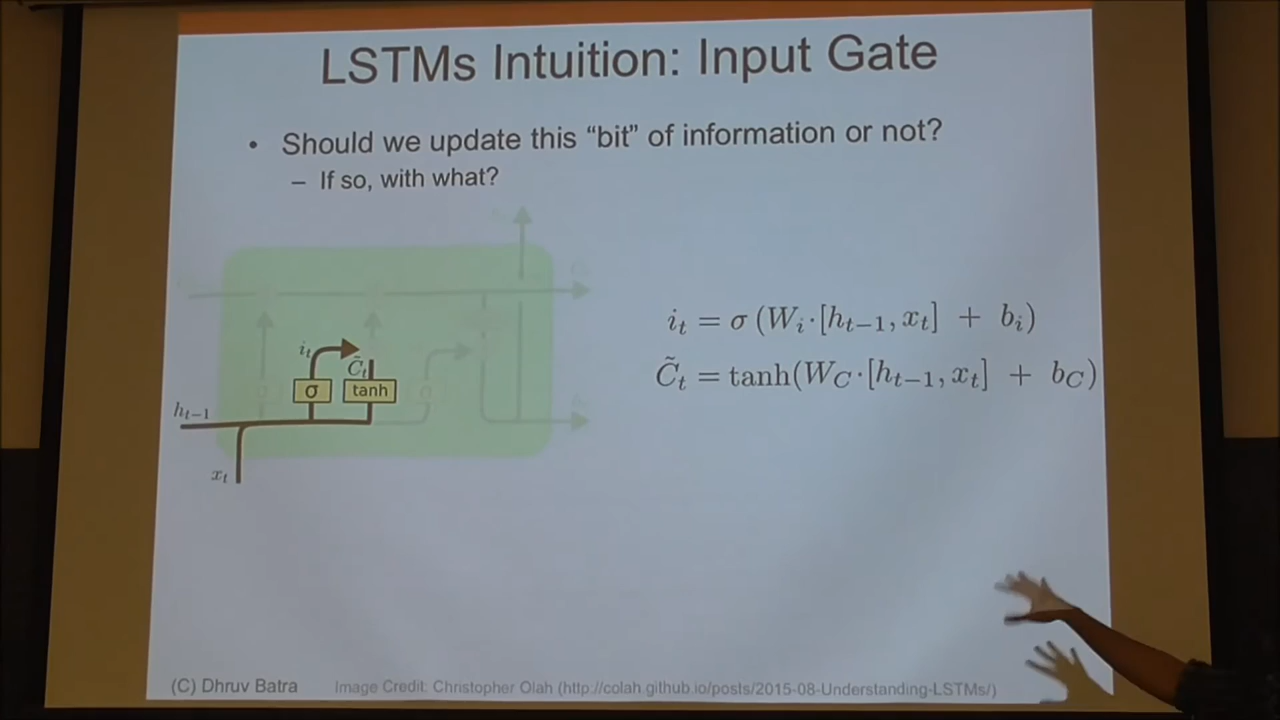 LSTMs Intuition: Input Gate
• Should we update this “bit” of information or not?
– If so, with what?
i_t = σ (W_i·[h_{t−1}, x_t] + b_i)
C̃_t = tanh(W_C·[h_{t−1}, x_t] + b_C)
i_t
C̃_t
σ
tanh
h_{t−1}
x_t
(C) Dhruv Batra
Image Credit: Christopher Olah (http://colah.github.io/posts/2015-08-Understanding-LSTMs/)